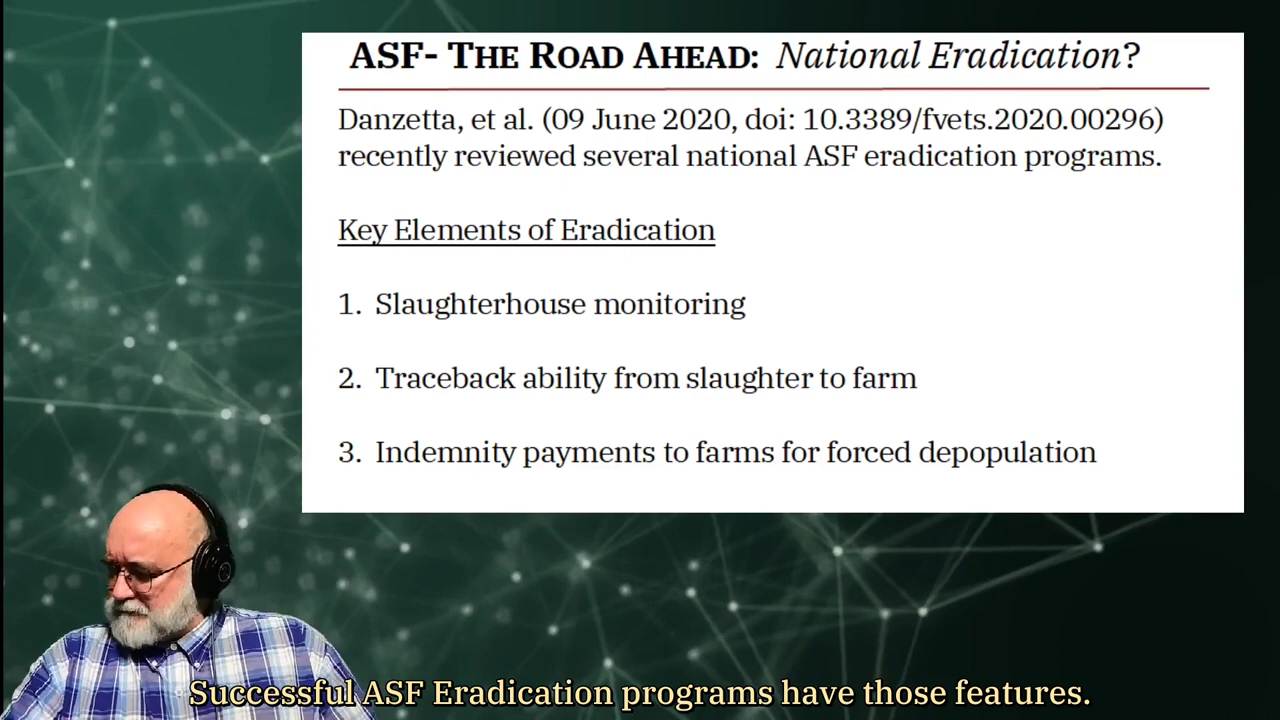 ASF- THE ROAD AHEAD: National Eradication?
Danzetta, et al. (09 June 2020, doi: 10.3389/fvets.2020.00296)
recently reviewed several national ASF eradication programs.
Key Elements of Eradication
1. Slaughterhouse monitoring
2. Traceback ability from slaughter to farm
3. Indemnity payments to farms for forced depopulation
Successful ASF Eradication programs have those features.